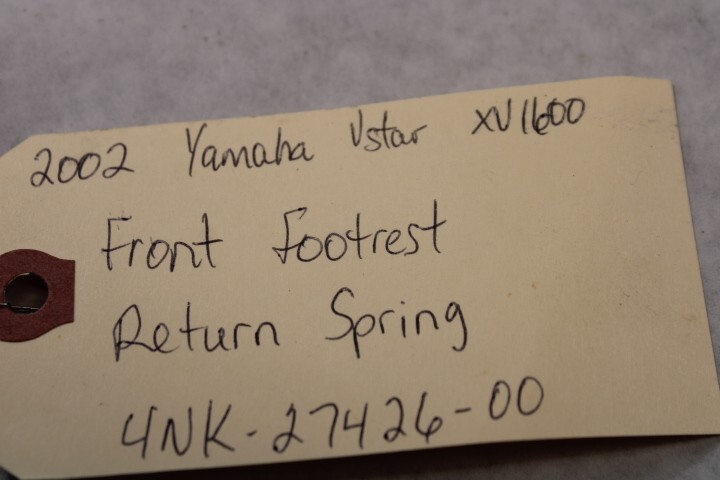 2002 Yamaha Vstar XV1600
Front Footrest
Return Spring
4NK-27426-00